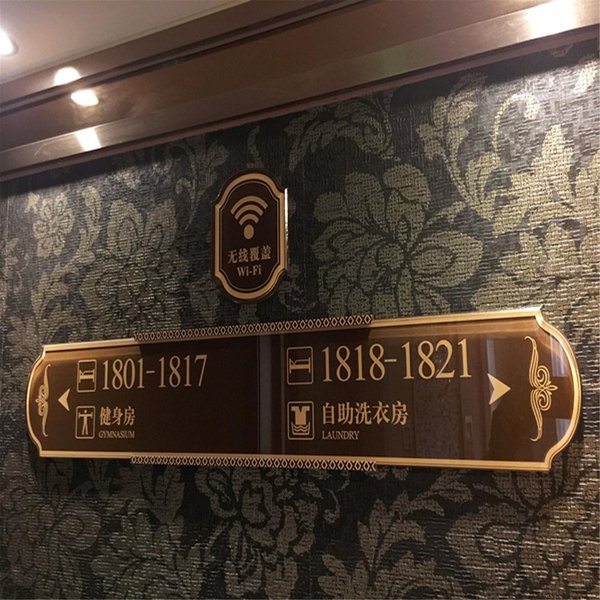 无线覆盖
Wi-Fi
1801-1817
健身房
GYMNASIUM
1818-1821
自助洗衣房
LAUNDRY